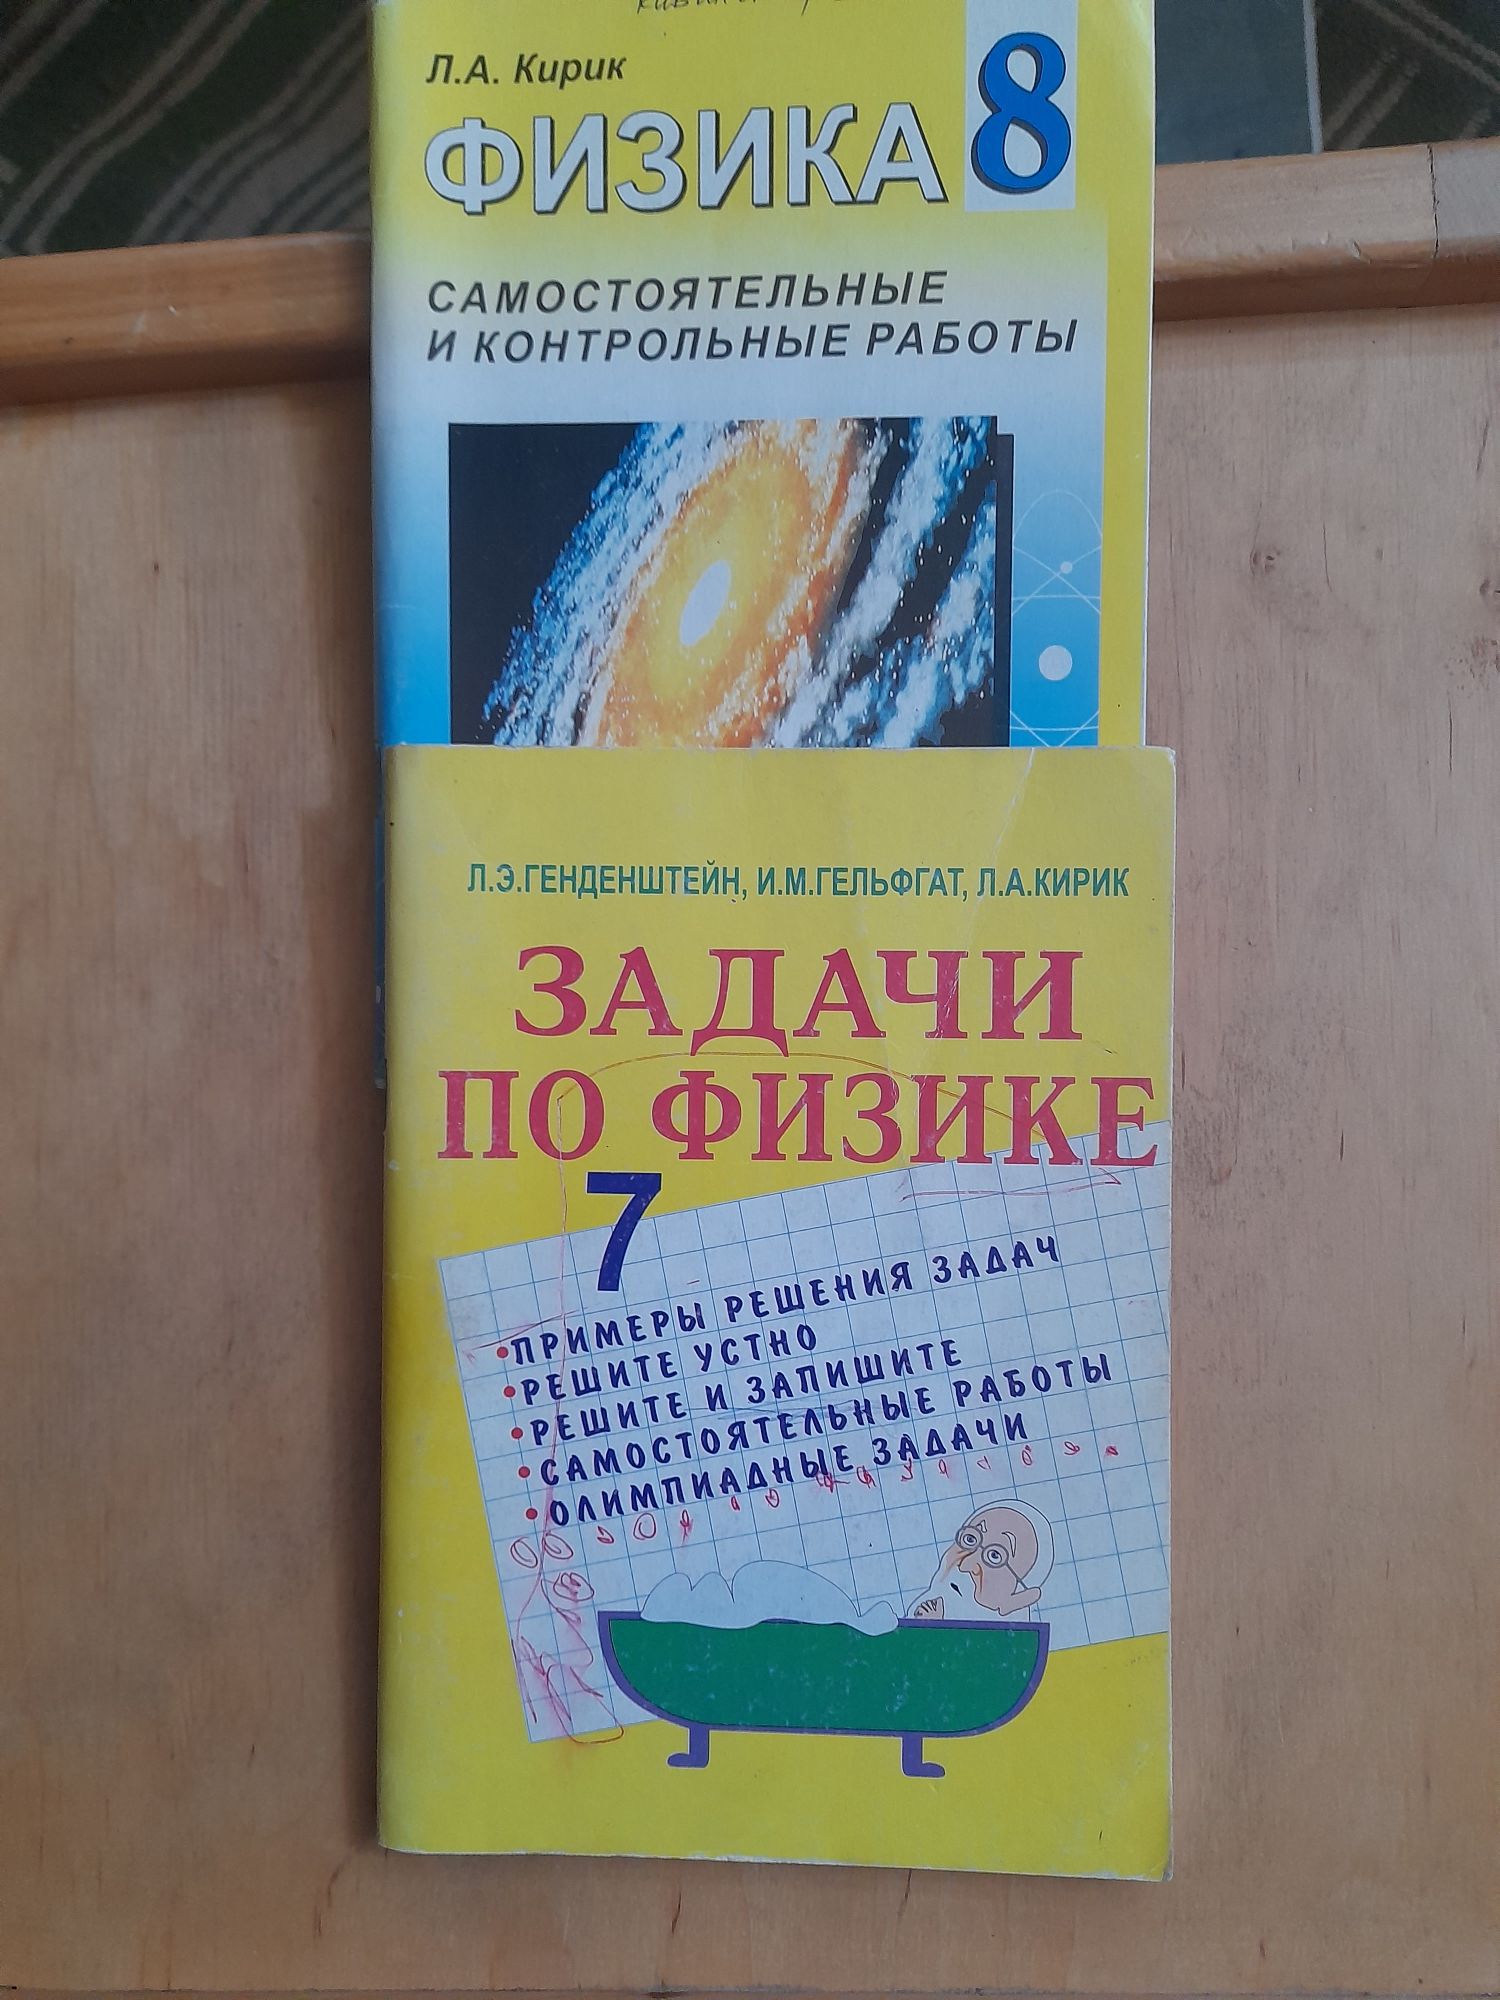 Л.А. Кирик
ФИЗИКА 8
САМОСТОЯТЕЛЬНЫЕ
И КОНТРОЛЬНЫЕ РАБОТЫ
Л.Э.ГЕНДЕНШТЕЙН, И.М.ГЕЛЬФГАТ, Л.А.КИРИК
ЗАДАЧИ
ПО ФИЗИКЕ
7
•ПРИМЕРЫ РЕШЕНИЯ ЗАДАЧ
•РЕШИТЕ УСТНО
•РЕШИТЕ И ЗАПИШИТЕ
•САМОСТОЯТЕЛЬНЫЕ РАБОТЫ
•ОЛИМПИАДНЫЕ ЗАДАЧИ